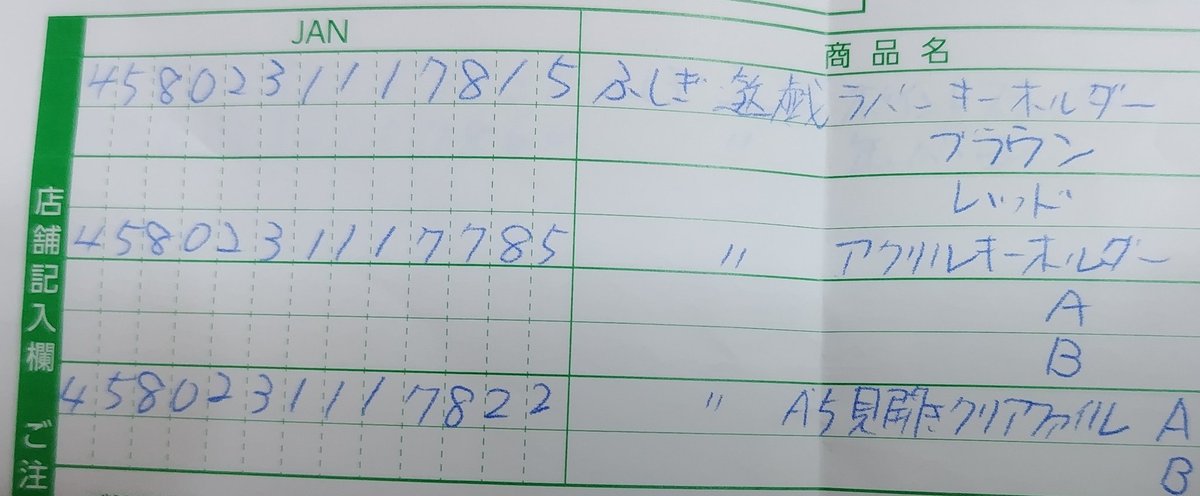 JAN 商品名
4580231117815 ふしぎ遊戯 ラバーキーホルダー
ブラウン
レッド
4580231117785 〃 アクリルキーホルダー
A
B
4580231117822 〃 A5見開きクリアファイル A
B
店舗記入欄
ご注